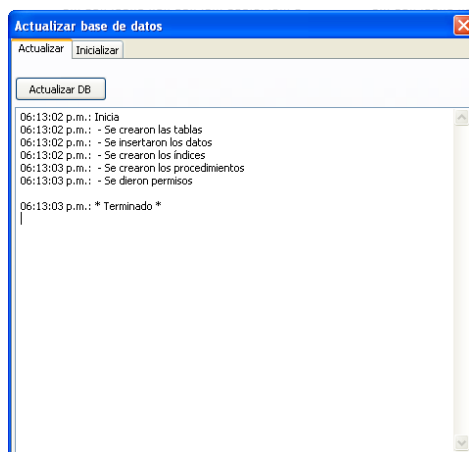 Actualizar base de datos
Actualizar Inicializar
Actualizar DB
06:13:02 p.m.: Inicia
06:13:02 p.m.: - Se crearon las tablas
06:13:02 p.m.: - Se insertaron los datos
06:13:02 p.m.: - Se crearon los índices
06:13:03 p.m.: - Se crearon los procedimientos
06:13:03 p.m.: - Se dieron permisos
06:13:03 p.m.: * Terminado *